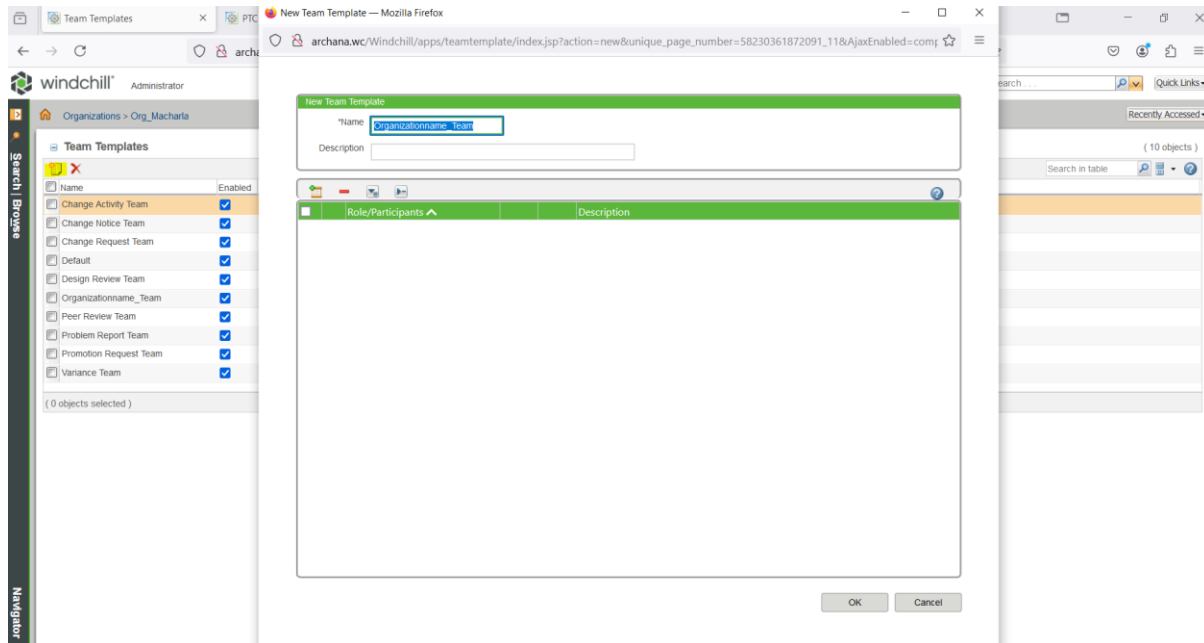 Team Templates
PTC
New Team Template — Mozilla Firefox
archa
archana.wc/Windchill/apps/teamtemplate/index.jsp?action=new&unique_page_number=58230361872091_11&AjaxEnabled=comp
windchill Administrator
earch . . .
Quick Links
Organizations > Org_Macharla
Recently Accessed
New Team Template
*Name Organizationname_Team
Description
Team Templates
( 10 objects )
Search in table
Name Enabled
Role/Participants Description
Change Activity Team
Change Notice Team
Change Request Team
Default
Design Review Team
Organizationname_Team
Peer Review Team
Problem Report Team
Promotion Request Team
Variance Team
( 0 objects selected )
OK Cancel
Search | Browse
Navigator